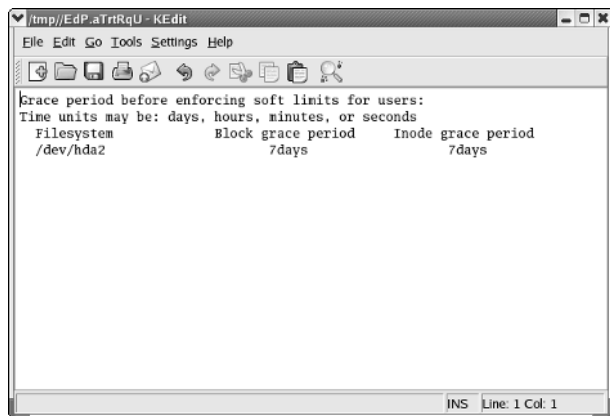 /tmp//EdP.aTrtRqU - KEdit
File Edit Go Tools Settings Help
Grace period before enforcing soft limits for users:
Time units may be: days, hours, minutes, or seconds
Filesystem Block grace period Inode grace period
/dev/hda2 7days 7days
INS Line: 1 Col: 1